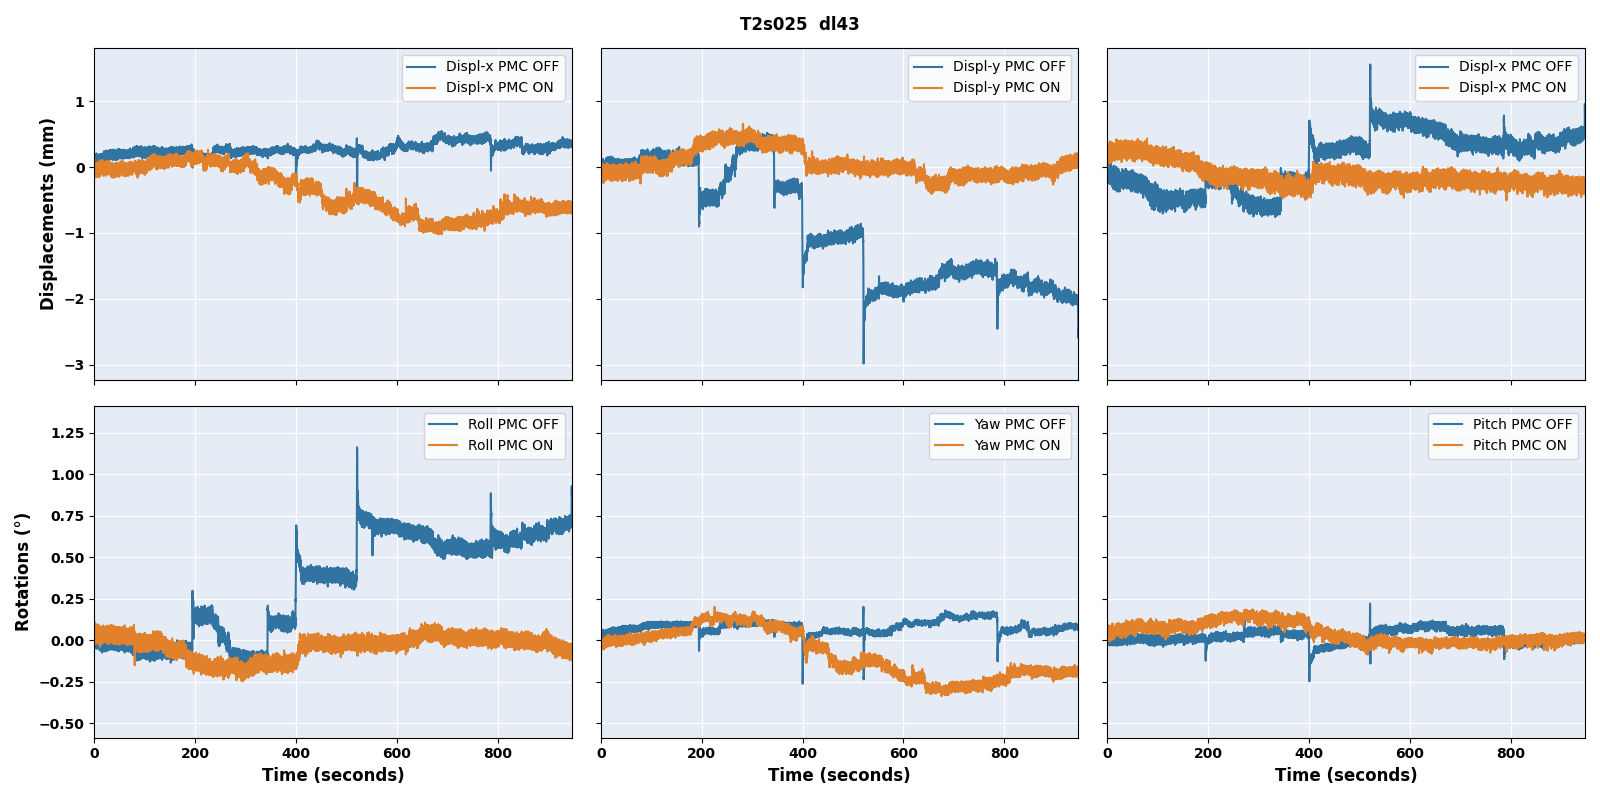 T2s025 dl43
Displ-x PMC OFF
Displ-x PMC ON
Displ-y PMC OFF
Displ-y PMC ON
Displ-x PMC OFF
Displ-x PMC ON
Displacements (mm)
1
0
−1
−2
−3
Roll PMC OFF
Roll PMC ON
Yaw PMC OFF
Yaw PMC ON
Pitch PMC OFF
Pitch PMC ON
Rotations (°)
1.25
1.00
0.75
0.50
0.25
0.00
−0.25
−0.50
0 200 400 600 800
0 200 400 600 800
0 200 400 600 800
Time (seconds)
Time (seconds)
Time (seconds)